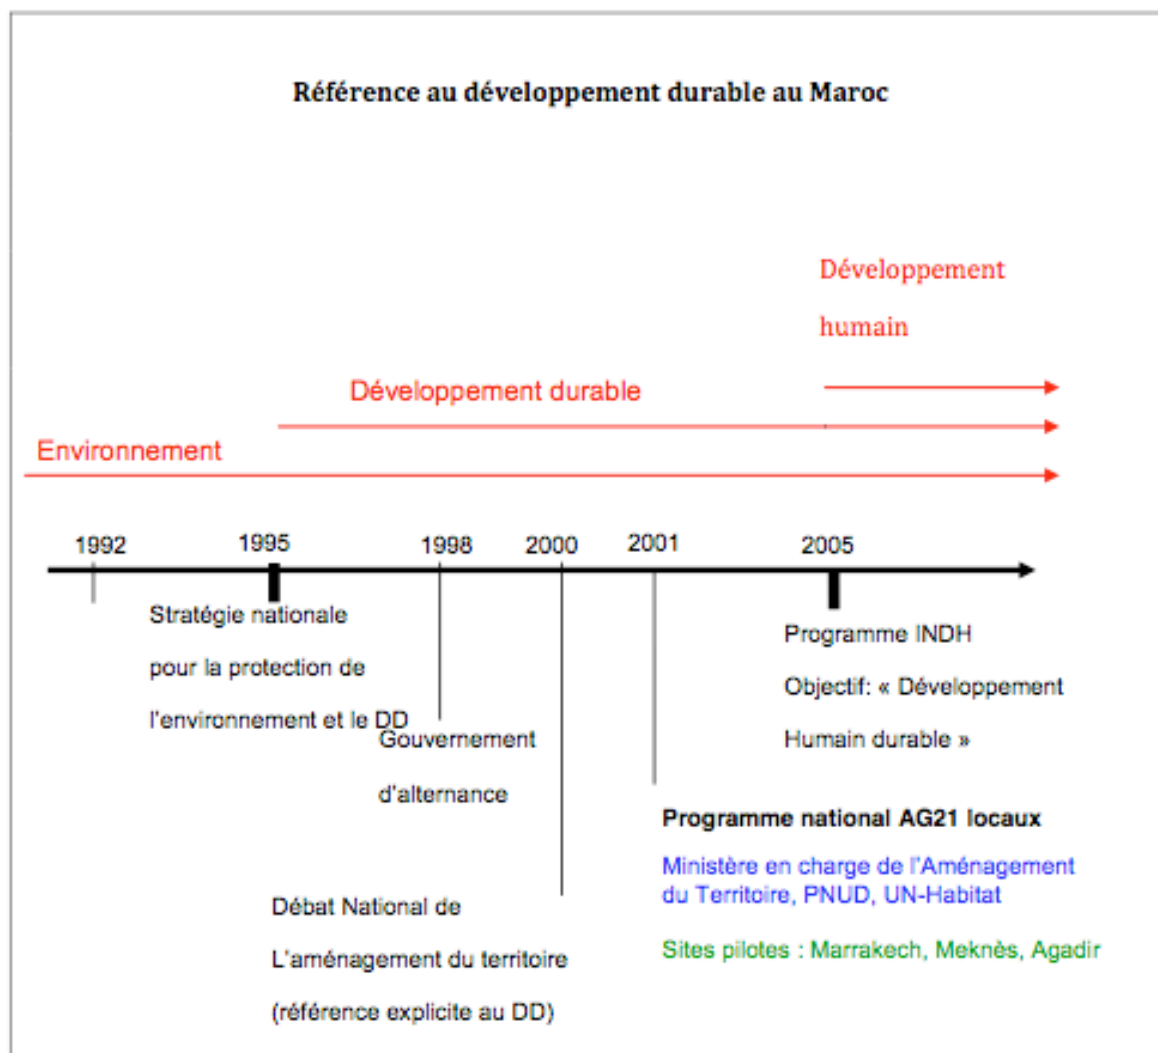 Référence au développement durable au Maroc
Développement
humain
Développement durable
Environnement
1992
1995
1998
2000
2001
2005
Stratégie nationale
pour la protection de
l'environnement et le DD
Gouvernement
d'alternance
Débat National de
L'aménagement du territoire
(référence explicite au DD)
Programme national AG21 locaux
Ministère en charge de l'Aménagement
du Territoire, PNUD, UN-Habitat
Sites pilotes : Marrakech, Meknès, Agadir
Programme INDH
Objectif: « Développement
Humain durable »